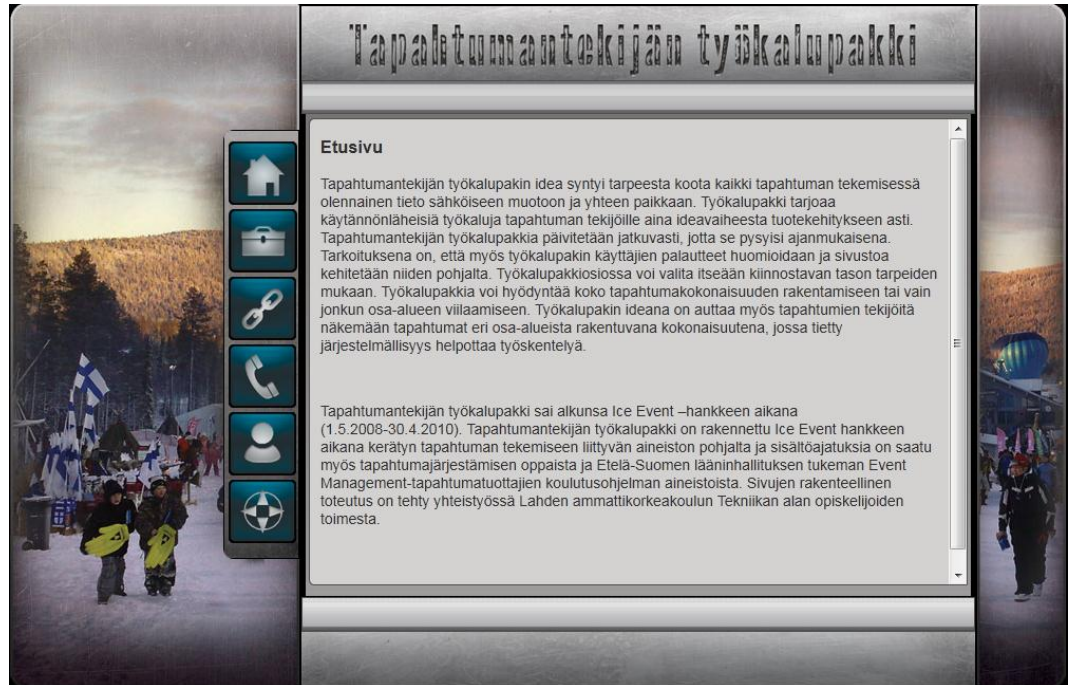 Tapahtumantekijän työkalupakki
Etusivu
Tapahtumantekijän työkalupakin idea syntyi tarpeesta koota kaikki tapahtuman tekemisessä
olennainen tieto sähköiseen muotoon ja yhteen paikkaan. Työkalupakki tarjoaa
käytännönläheisiä työkaluja tapahtuman tekijöille aina ideavaiheesta tuotekehitykseen asti.
Tapahtumantekijän työkalupakkia päivitetään jatkuvasti, jotta se pysyisi ajanmukaisena.
Tarkoituksena on, että myös työkalupakin käyttäjien palautteet huomioidaan ja sivustoa
kehitetään niiden pohjalta. Työkalupakkiosiossa voi valita itseään kiinnostavan tason tarpeiden
mukaan. Työkalupakkia voi hyödyntää koko tapahtumakokonaisuuden rakentamiseen tai vain
jonkun osa-alueen viilaamiseen. Työkalupakin ideana on auttaa myös tapahtumien tekijöitä
näkemään tapahtumat eri osa-alueista rakentuvana kokonaisuutena, jossa tietty
järjestelmällisyys helpottaa työskentelyä.
Tapahtumantekijän työkalupakki sai alkunsa Ice Event –hankkeen aikana
(1.5.2008-30.4.2010). Tapahtumantekijän työkalupakki on rakennettu Ice Event hankkeen
aikana kerätyn tapahtuman tekemiseen liittyvän aineiston pohjalta ja sisältöajatuksia on saatu
myös tapahtumajärjestämisen oppaista ja Etelä-Suomen lääninhallituksen tukeman Event
Management-tapahtumatuottajien koulutusohjelman aineistoista. Sivujen rakenteellinen
toteutus on tehty yhteistyössä Lahden ammattikorkeakoulun Tekniikan alan opiskelijoiden
toimesta.